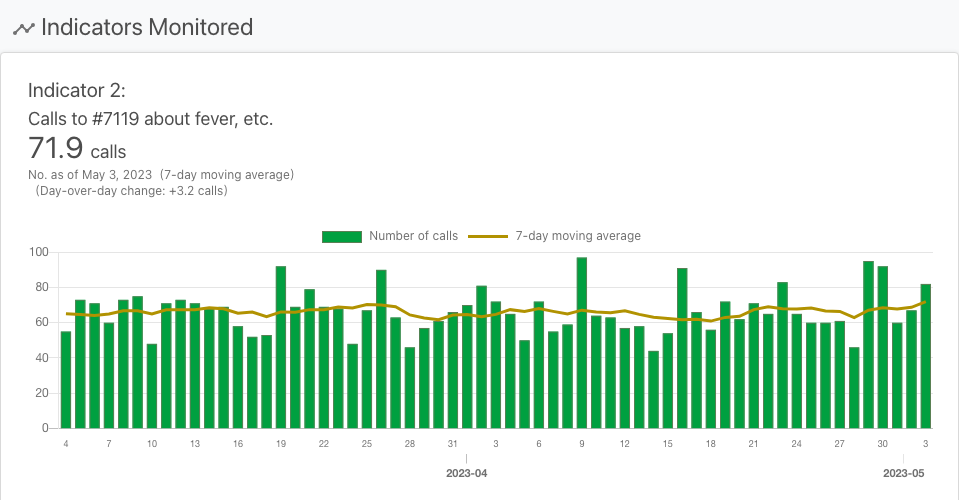 Indicators Monitored
Indicator 2:
Calls to #7119 about fever, etc.
71.9 calls
No. as of May 3, 2023 (7-day moving average)
(Day-over-day change: +3.2 calls)
Number of calls 7-day moving average
100
80
60
40
20
0
4 7 10 13 16 19 22 25 28 31 3 6 9 12 15 18 21 24 27 30 3
2023-04 2023-05